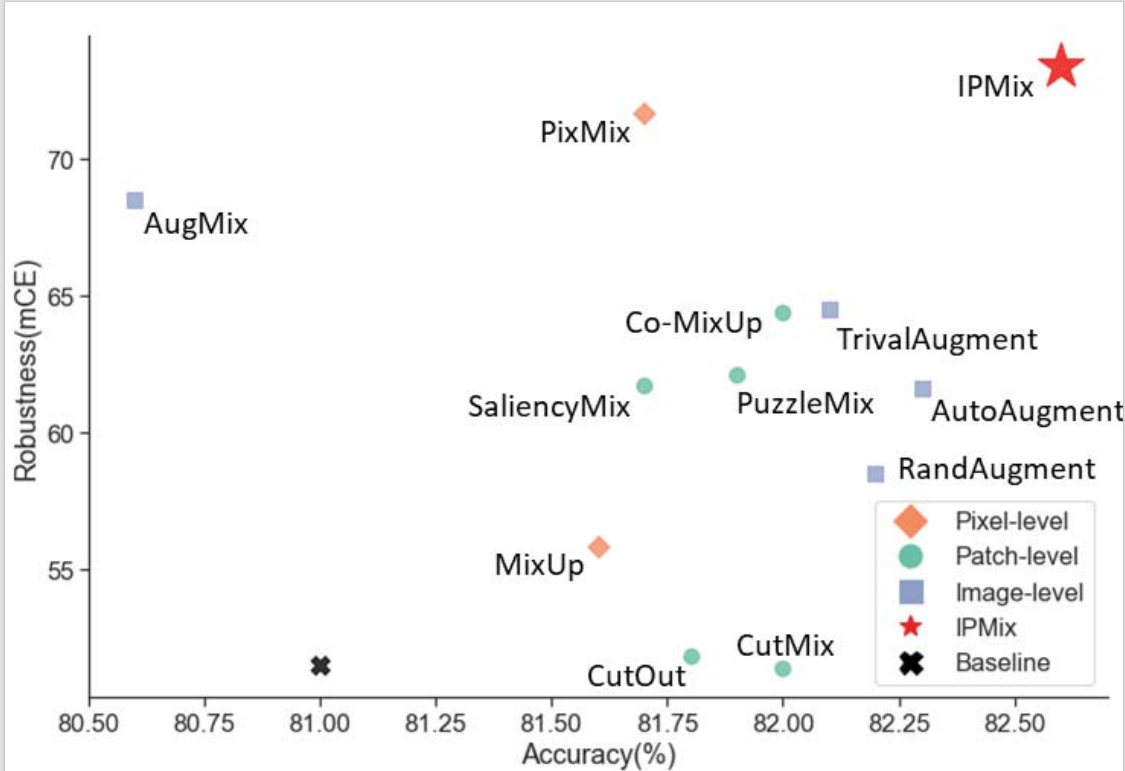 IPMix
PixMix
70
AugMix
65
Co-MixUp
TrivalAugment
SaliencyMix
PuzzleMix
AutoAugment
60
RandAugment
MixUp
55
CutMix
CutOut
Robustness(mCE)
Pixel-level
Patch-level
Image-level
IPMix
Baseline
80.50 80.75 81.00 81.25 81.50 81.75 82.00 82.25 82.50
Accuracy(%)